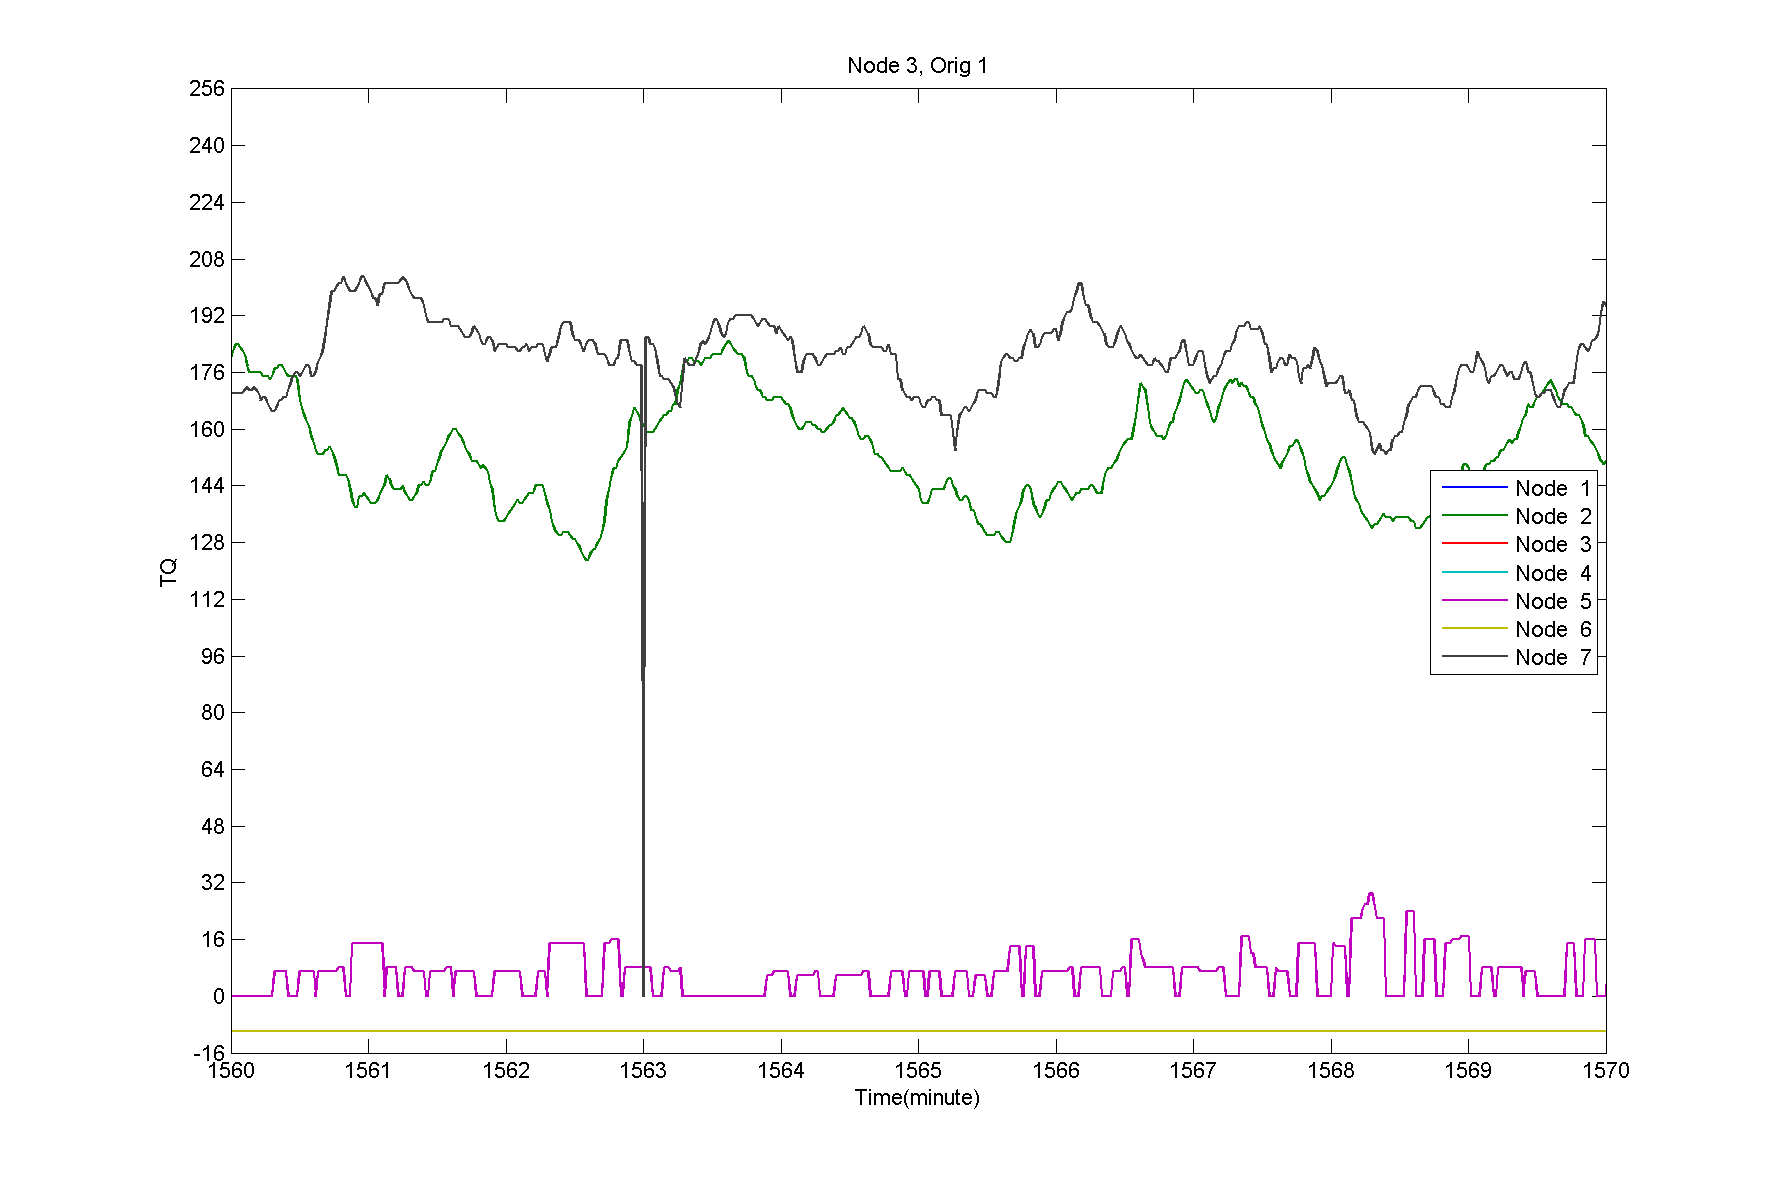 Node 3, Orig 1
256
240
224
208
192
176
160
144
128
112
96
80
64
48
32
16
0
-16
TQ
Node 1
Node 2
Node 3
Node 4
Node 5
Node 6
Node 7
1560 1561 1562 1563 1564 1565 1566 1567 1568 1569 1570
Time(minute)